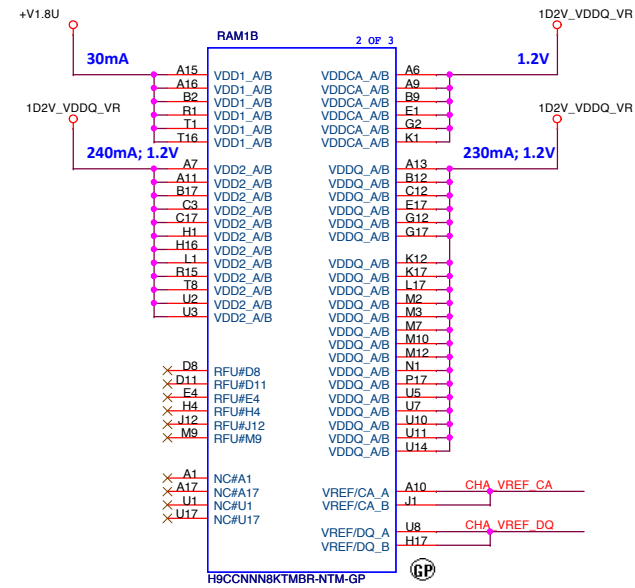 +V1.8U
1D2V_VDDQ_VR
RAM1B
2 OF 3
30mA
1.2V
A15 VDD1_A/B VDDCA_A/B A6
A16 VDD1_A/B VDDCA_A/B A9
B2 VDD1_A/B VDDCA_A/B B9
R1 VDD1_A/B VDDCA_A/B E1
T1 VDD1_A/B VDDCA_A/B G2
T16 VDD1_A/B VDDCA_A/B K1
1D2V_VDDQ_VR
1D2V_VDDQ_VR
240mA; 1.2V
230mA; 1.2V
A7 VDD2_A/B VDDQ_A/B A13
A11 VDD2_A/B VDDQ_A/B B12
B17 VDD2_A/B VDDQ_A/B C12
C3 VDD2_A/B VDDQ_A/B E17
C17 VDD2_A/B VDDQ_A/B G12
H1 VDD2_A/B VDDQ_A/B G17
H16 VDD2_A/B
L1 VDD2_A/B VDDQ_A/B K12
R15 VDD2_A/B VDDQ_A/B K17
T8 VDD2_A/B VDDQ_A/B L17
U2 VDD2_A/B VDDQ_A/B M2
U3 VDD2_A/B VDDQ_A/B M3
VDDQ_A/B M7
VDDQ_A/B M10
VDDQ_A/B M12
D8 RFU#D8 VDDQ_A/B N1
D11 RFU#D11 VDDQ_A/B P17
E4 RFU#E4 VDDQ_A/B U5
H4 RFU#H4 VDDQ_A/B U7
J12 RFU#J12 VDDQ_A/B U10
M9 RFU#M9 VDDQ_A/B U11
VDDQ_A/B U14
A1 NC#A1
A17 NC#A17 VREF/CA_A A10 CHA_VREF_CA
U1 NC#U1 VREF/CA_B J1
U17 NC#U17
VREF/DQ_A U8 CHA_VREF_DQ
VREF/DQ_B H17
H9CCNNN8KTMBR-NTM-GP
GP